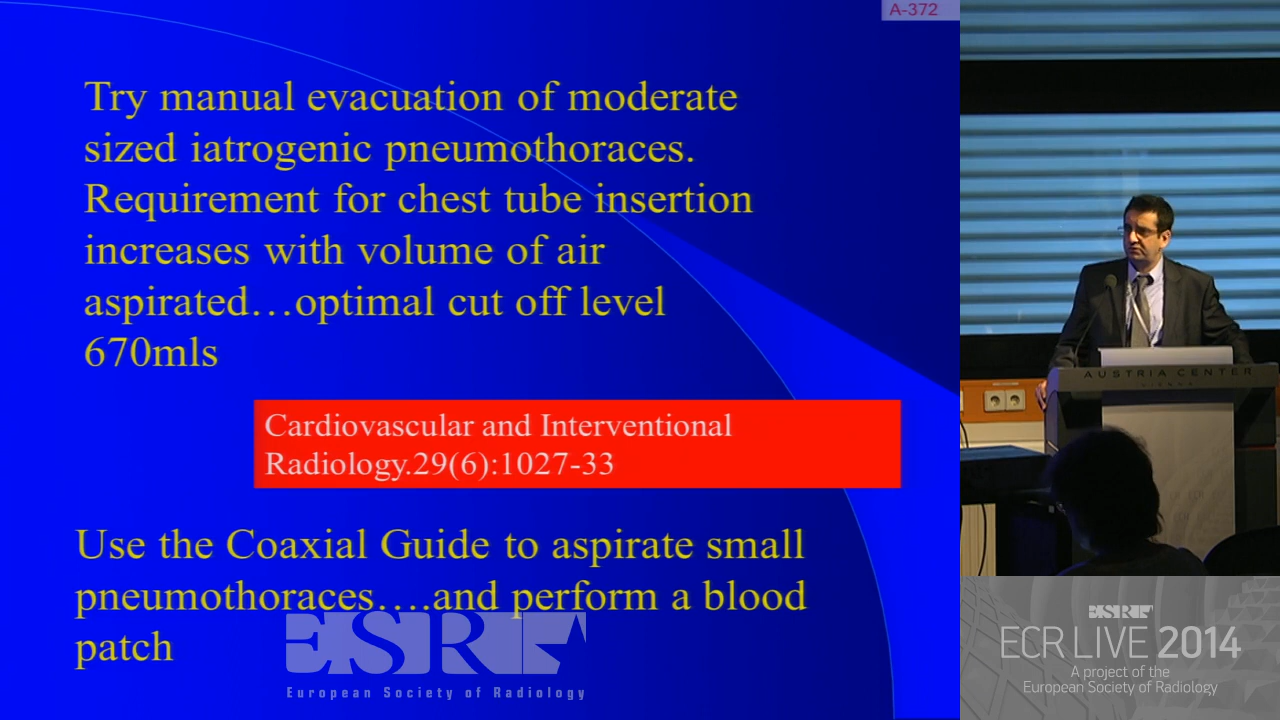 A-372
Try manual evacuation of moderate
sized iatrogenic pneumothoraces.
Requirement for chest tube insertion
increases with volume of air
aspirated…optimal cut off level
670mls
Cardiovascular and Interventional
Radiology.29(6):1027-33
Use the Coaxial Guide to aspirate small
pneumothoraces….and perform a blood
patch
ESR
European Society of Radiology
AUSTRIA CENTER
ESR
ECR LIVE 2014
A project of the
European Society of Radiology